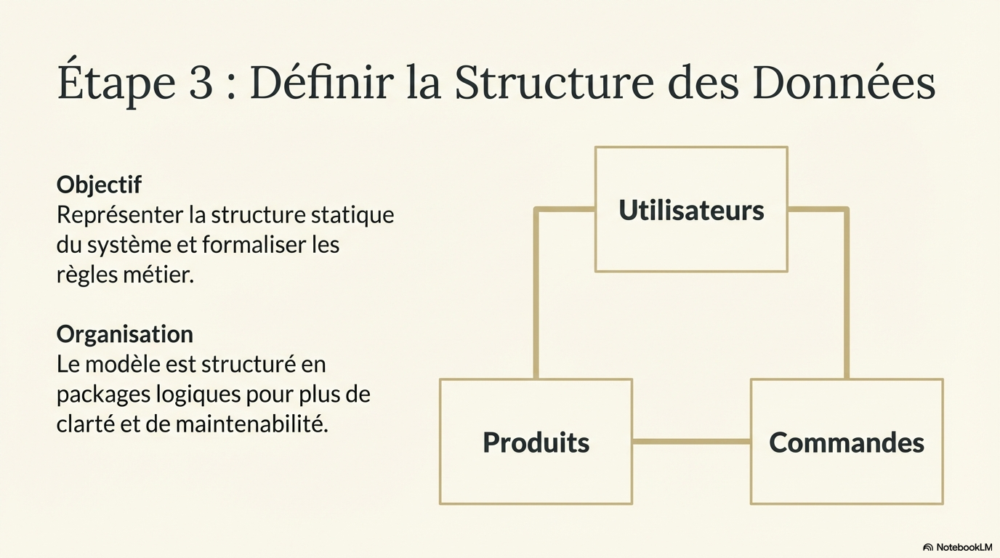 Étape 3 : Définir la Structure des Données
Objectif
Représenter la structure statique
du système et formaliser les
règles métier.
Organisation
Le modèle est structuré en
packages logiques pour plus de
clarté et de maintenabilité.
Utilisateurs
Produits
Commandes
NotebookLM